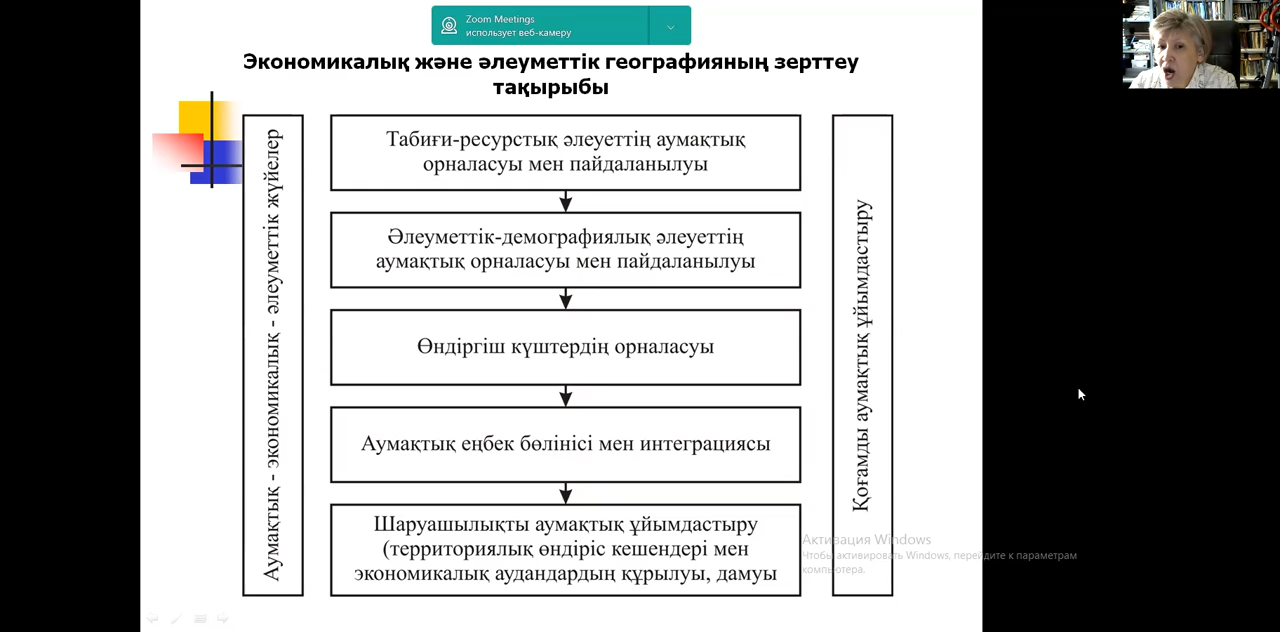 Zoom Meetings
использует веб-камеру
Экономикалық және әлеуметтік географияның зерттеу
тақырыбы
Аумақтық - экономикалық - әлеуметтік жүйелер
Табиғи-ресурстық әлеуеттің аумақтық
орналасуы мен пайдаланылуы
Әлеуметтік-демографиялық әлеуеттің
аумақтық орналасуы мен пайдаланылуы
Өндіргіш күштердің орналасуы
Аумақтық еңбек бөлінісі мен интеграциясы
Шаруашылықты аумақтық ұйымдастыру
(территориялық өндіріс кешендері мен
экономикалық аудандардың құрылуы, дамуы
Қоғамды аумақтық ұйымдастыру
Активация Windows
Чтобы активировать Windows, перейдите к параметрам
компьютера.